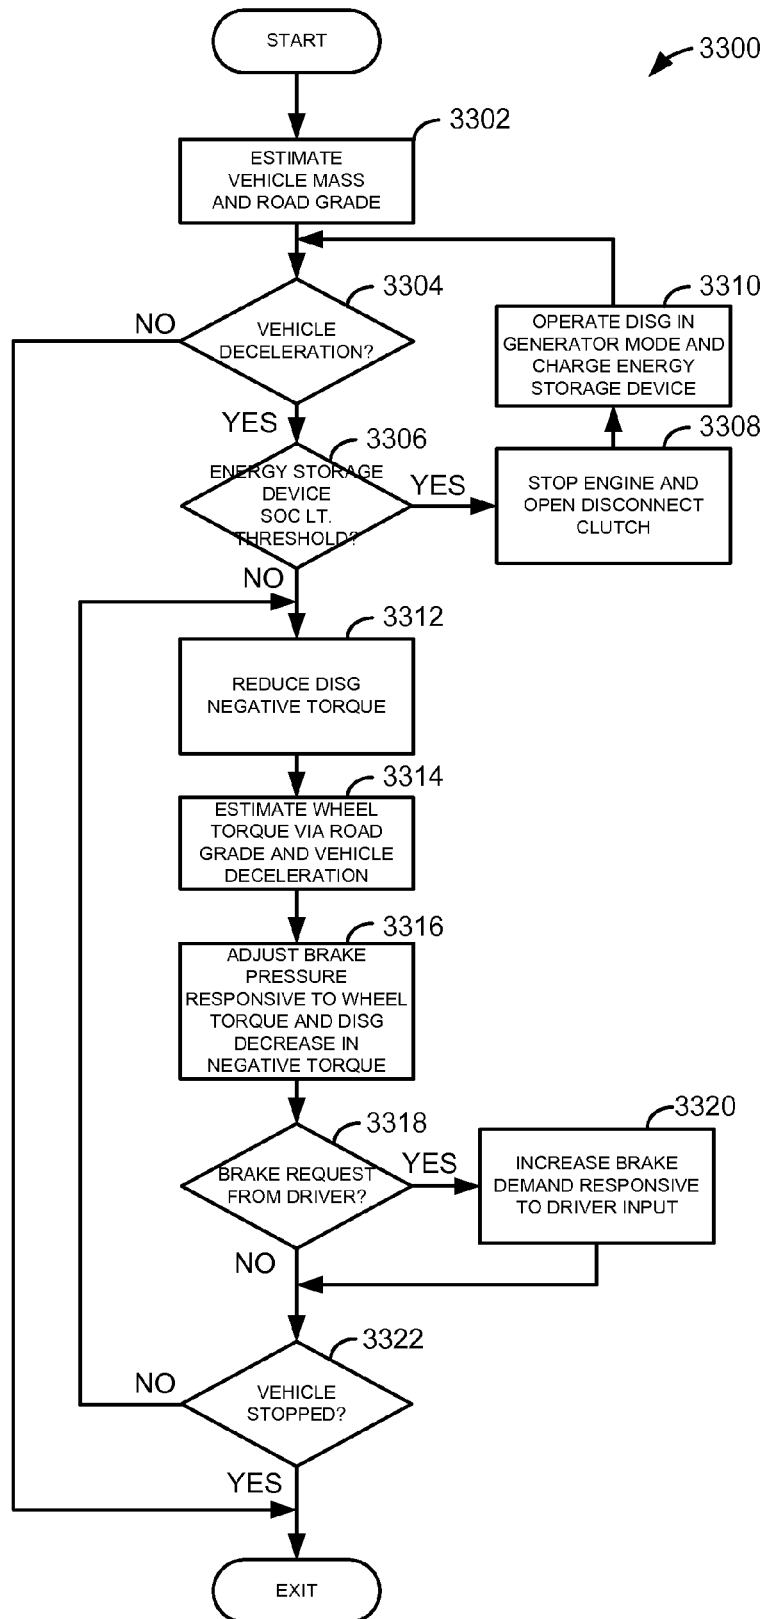 START
3300
3302
ESTIMATE
VEHICLE MASS
AND ROAD GRADE
3304
NO
VEHICLE
DECELERATION?
3310
OPERATE DISG IN
GENERATOR MODE AND
CHARGE ENERGY
STORAGE DEVICE
YES
3306
ENERGY STORAGE
DEVICE
SOC LT.
THRESHOLD?
YES
3308
STOP ENGINE AND
OPEN DISCONNECT
CLUTCH
NO
3312
REDUCE DISG
NEGATIVE TORQUE
3314
ESTIMATE WHEEL
TORQUE VIA ROAD
GRADE AND VEHICLE
DECELERATION
3316
ADJUST BRAKE
PRESSURE
RESPONSIVE TO WHEEL
TORQUE AND DISG
DECREASE IN
NEGATIVE TORQUE
3318
BRAKE REQUEST
FROM DRIVER?
YES
3320
INCREASE BRAKE
DEMAND RESPONSIVE
TO DRIVER INPUT
NO
3322
NO
VEHICLE
STOPPED?
YES
EXIT